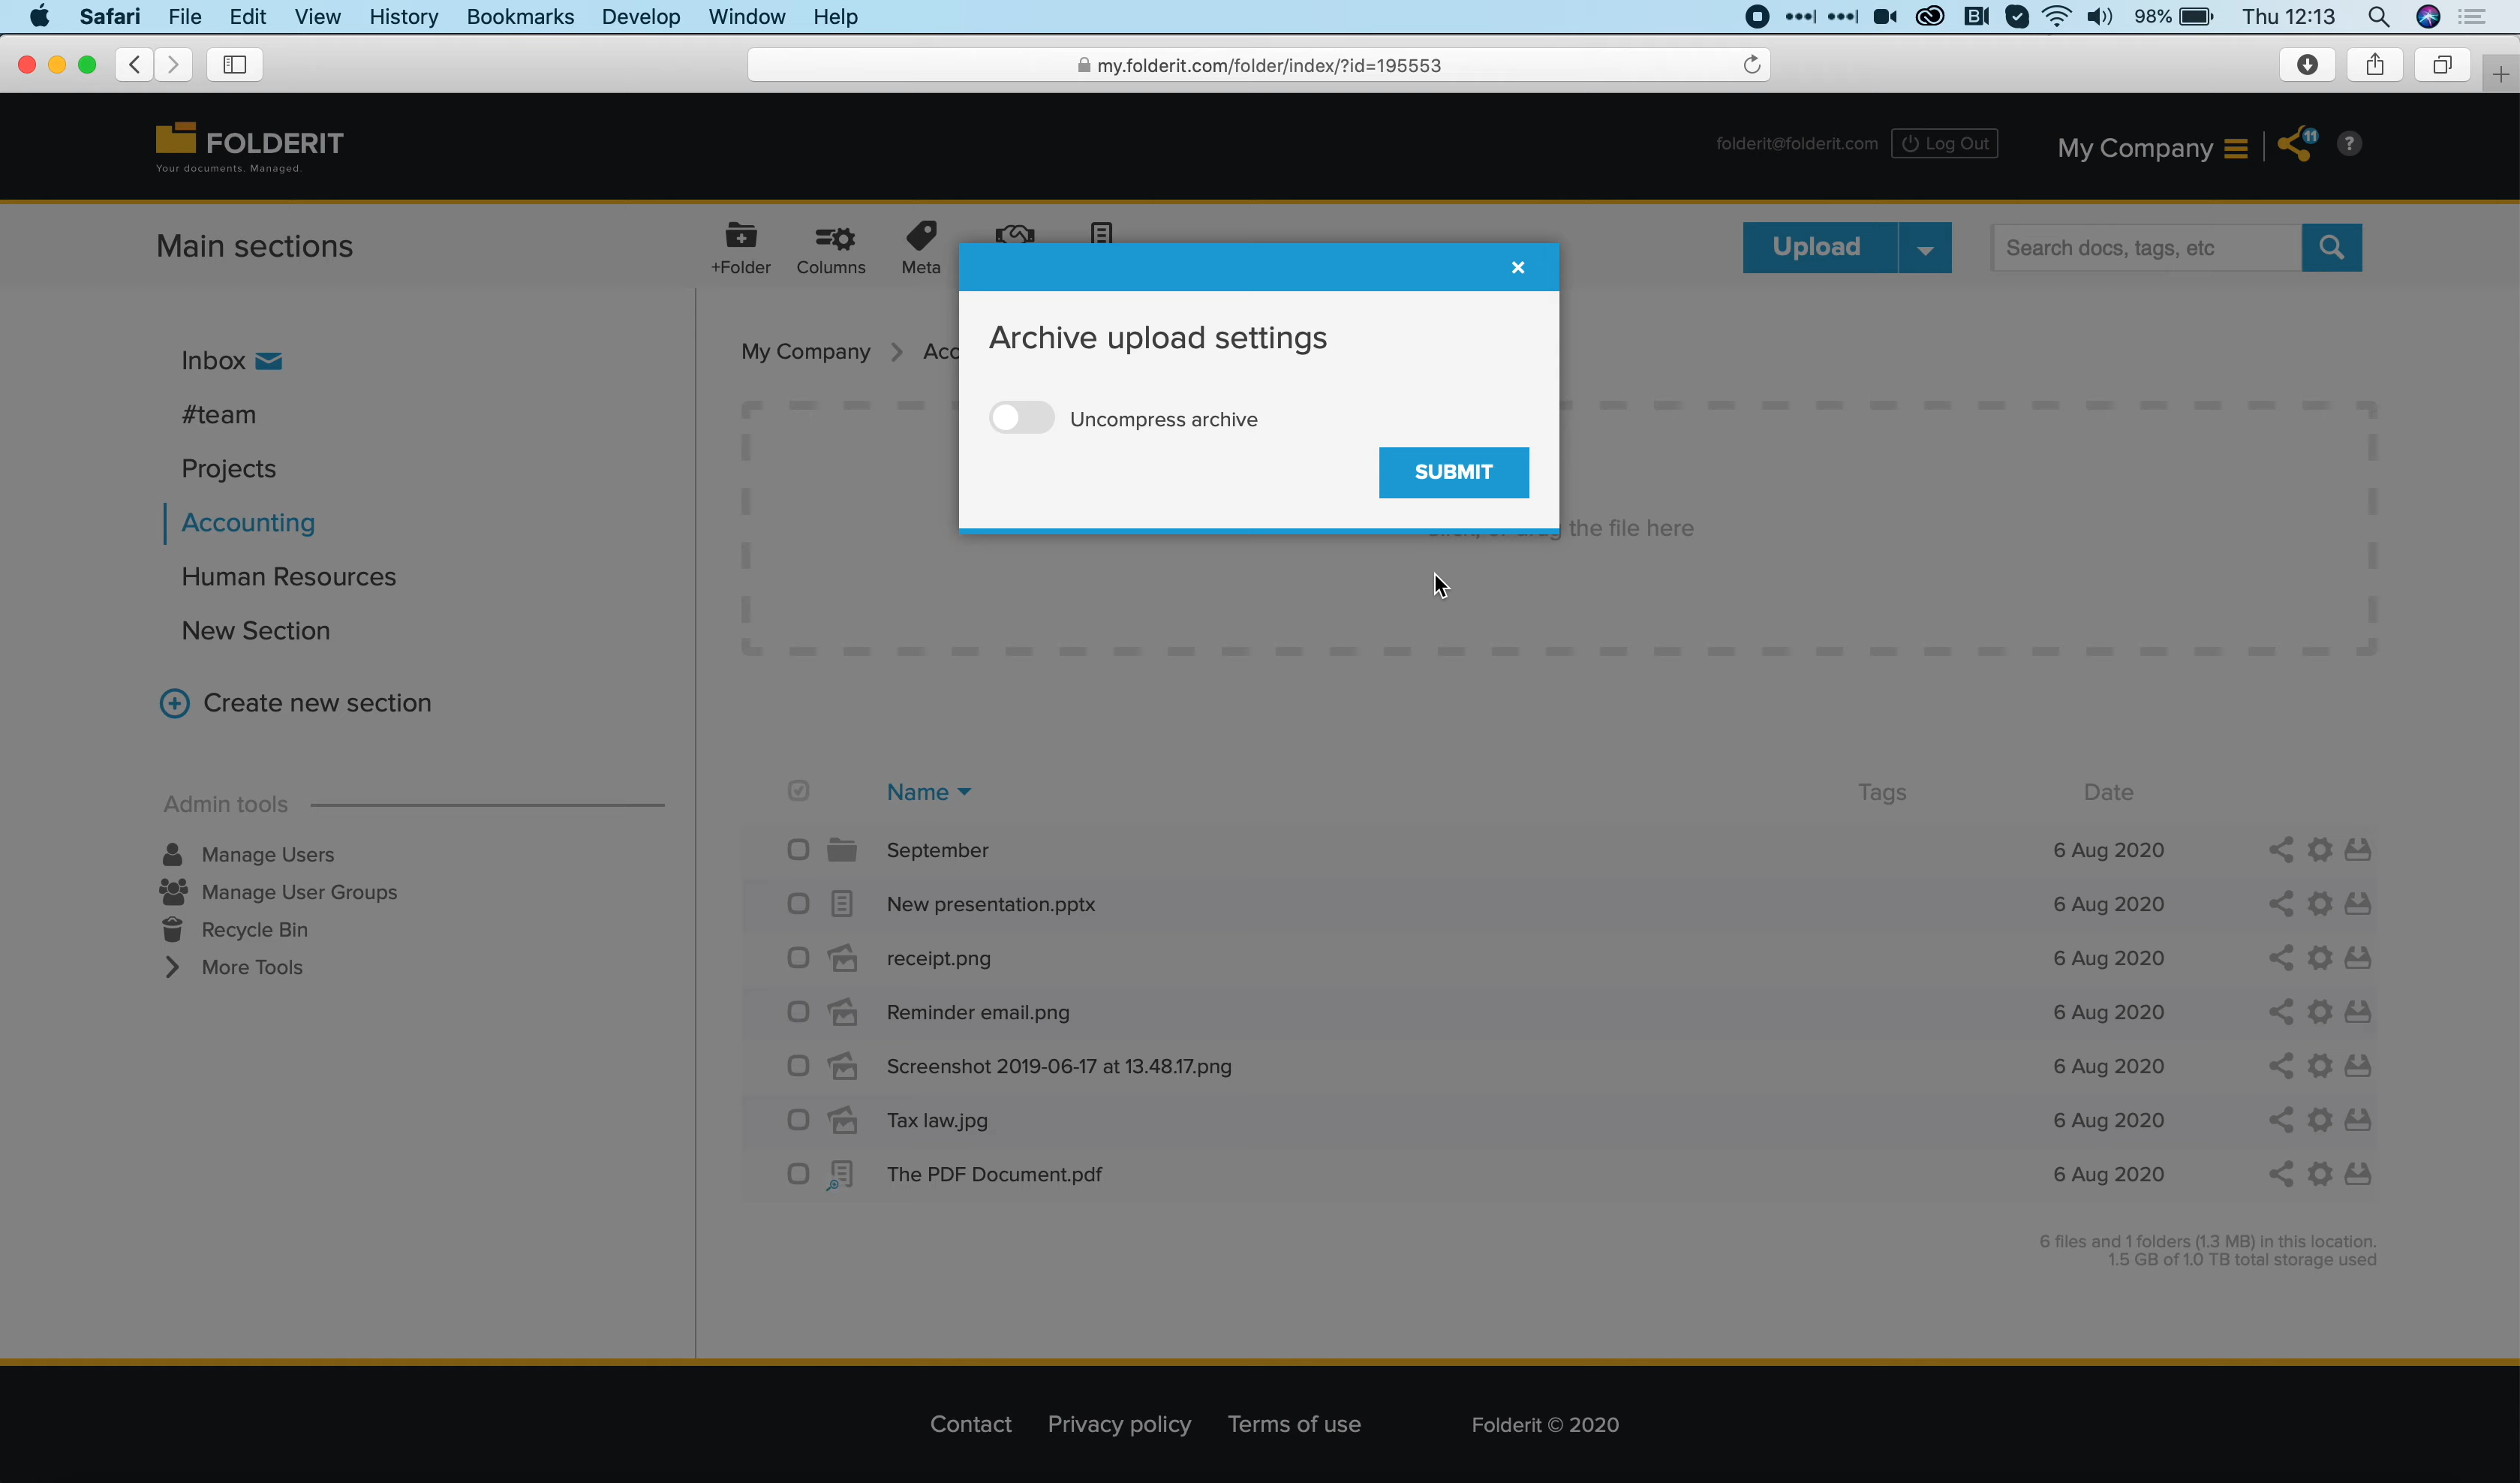 Safari File Edit View History Bookmarks Develop Window Help 98% Thu 12:13
my.folderit.com/folder/index/?id=195553
FOLDERIT
Your documents. Managed.
folderit@folderit.com Log Out My Company 11 ?
Main sections
+Folder Columns Meta
Upload
Search docs, tags, etc
Inbox
#team
Projects
Accounting
Human Resources
New Section
Create new section
Admin tools
Manage Users
Manage User Groups
Recycle Bin
More Tools
My Company > Acc
Archive upload settings
Uncompress archive
SUBMIT
the file here
Name Tags Date
September 6 Aug 2020
New presentation.pptx 6 Aug 2020
receipt.png 6 Aug 2020
Reminder email.png 6 Aug 2020
Screenshot 2019-06-17 at 13.48.17.png 6 Aug 2020
Tax law.jpg 6 Aug 2020
The PDF Document.pdf 6 Aug 2020
6 files and 1 folders (1.3 MB) in this location.
1.5 GB of 1.0 TB total storage used
Contact Privacy policy Terms of use Folderit © 2020